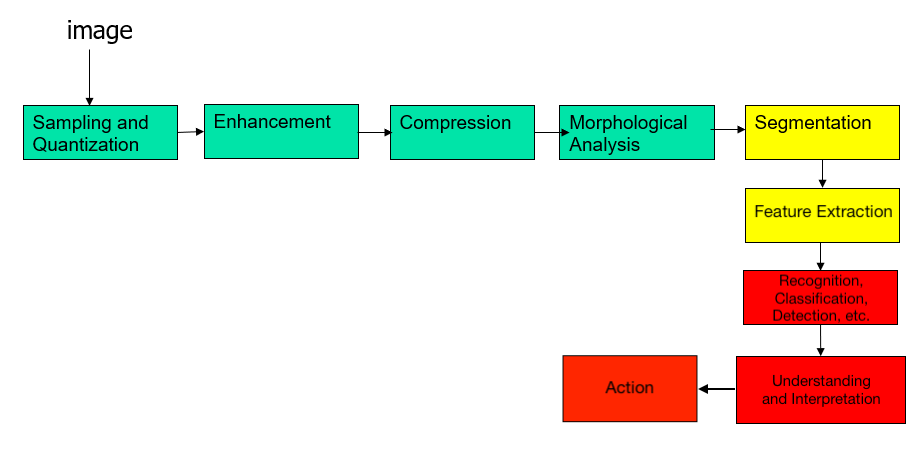 image
Sampling and
Quantization
Enhancement
Compression
Morphological
Analysis
Segmentation
Feature Extraction
Recognition,
Classification,
Detection, etc.
Understanding
and Interpretation
Action